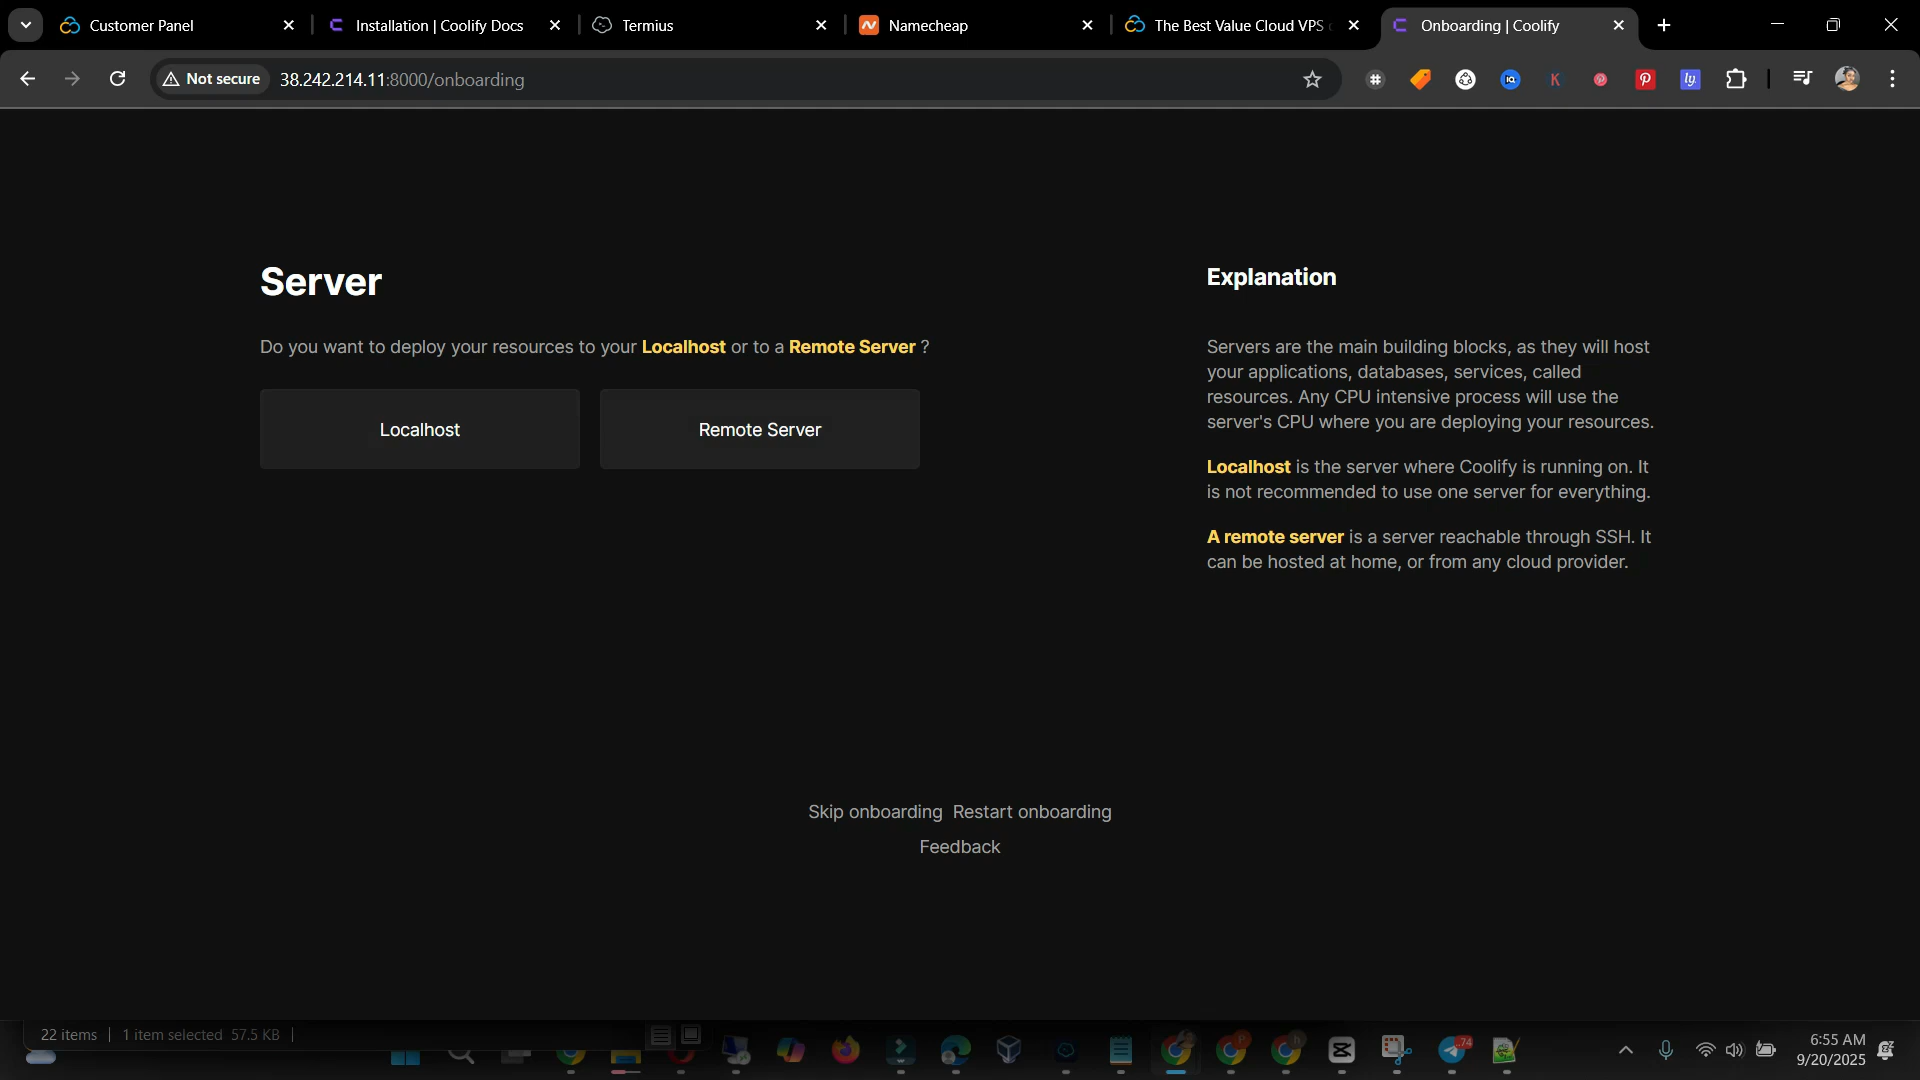 Customer Panel
Installation | Coolify Docs
Termius
Namecheap
The Best Value Cloud VPS
Onboarding | Coolify
Not secure
38.242.214.11:8000/onboarding
Server
Do you want to deploy your resources to your Localhost or to a Remote Server ?
Localhost
Remote Server
Explanation
Servers are the main building blocks, as they will host
your applications, databases, services, called
resources. Any CPU intensive process will use the
server's CPU where you are deploying your resources.
Localhost is the server where Coolify is running on. It
is not recommended to use one server for everything.
A remote server is a server reachable through SSH. It
can be hosted at home, or from any cloud provider.
Skip onboarding Restart onboarding
Feedback
22 items
1 item selected 57.5 KB
74
6:55 AM
9/20/2025